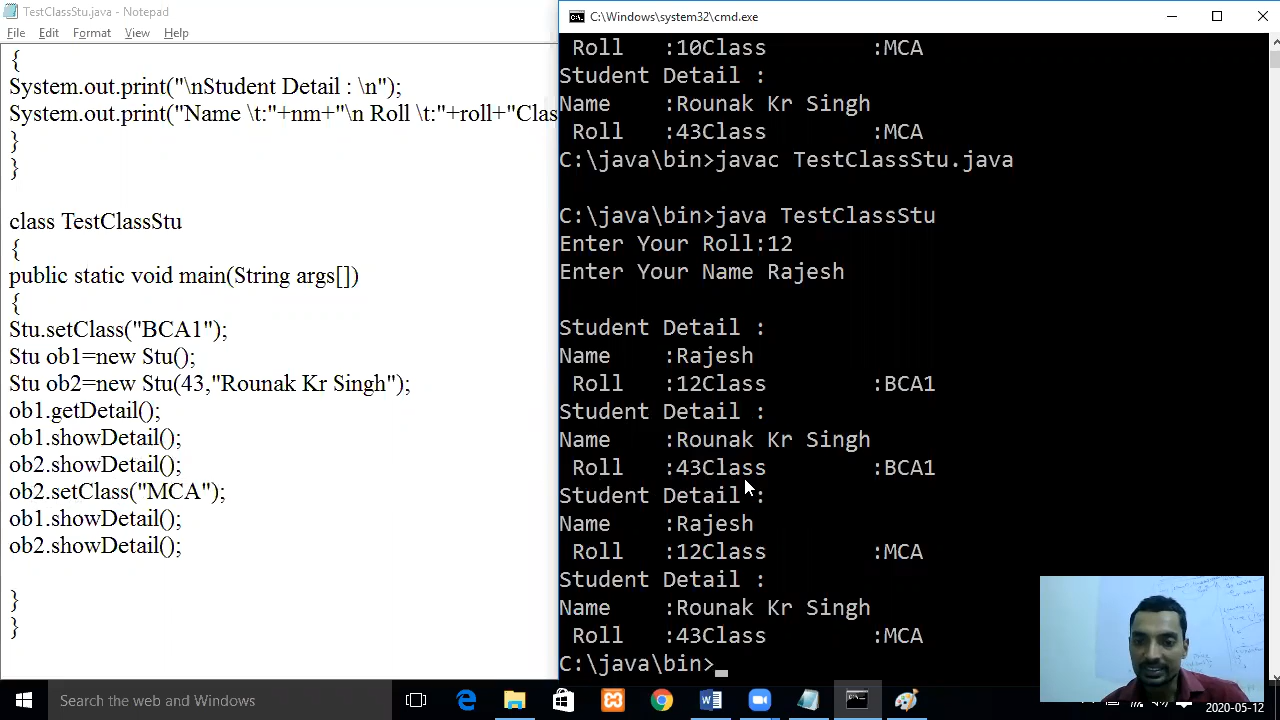 TestClassStu.java - Notepad
File Edit Format View Help
{
System.out.print("\nStudent Detail : \n");
System.out.print("Name \t:"+nm+"\n Roll \t:"+roll+"Clas
}
}
class TestClassStu
{
public static void main(String args[])
{
Stu.setClass("BCA1");
Stu ob1=new Stu();
Stu ob2=new Stu(43,"Rounak Kr Singh");
ob1.getDetail();
ob1.showDetail();
ob2.showDetail();
ob2.setClass("MCA");
ob1.showDetail();
ob2.showDetail();
}
}
C:\Windows\system32\cmd.exe
Roll :10Class :MCA
Student Detail :
Name :Rounak Kr Singh
Roll :43Class :MCA
C:\java\bin>javac TestClassStu.java
C:\java\bin>java TestClassStu
Enter Your Roll:12
Enter Your Name Rajesh
Student Detail :
Name :Rajesh
Roll :12Class :BCA1
Student Detail :
Name :Rounak Kr Singh
Roll :43Class :BCA1
Student Detail :
Name :Rajesh
Roll :12Class :MCA
Student Detail :
Name :Rounak Kr Singh
Roll :43Class :MCA
C:\java\bin>
Search the web and Windows
2020-05-12